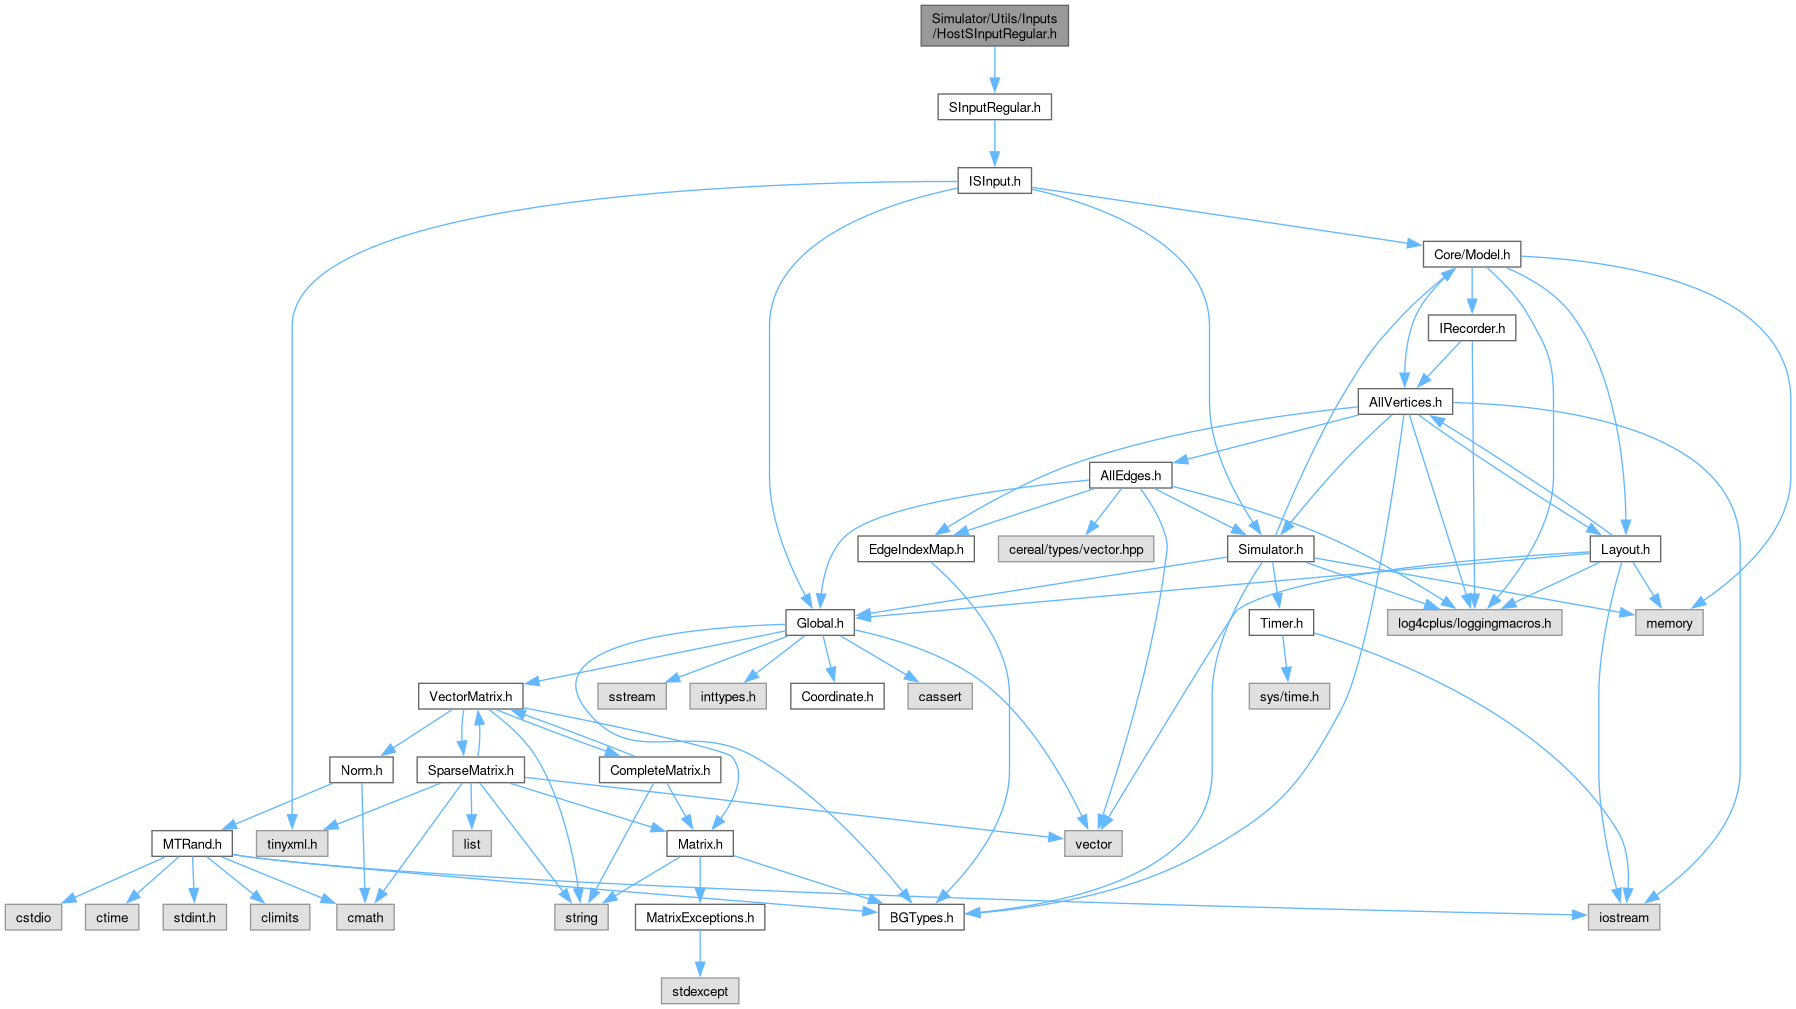 Simulator/Utils/Inputs
/HostSInputRegular.h
SInputRegular.h
ISInput.h
Core/Model.h
IRecorder.h
AllVertices.h
AllEdges.h
EdgeIndexMap.h
cereal/types/vector.hpp
Simulator.h
Layout.h
Global.h
Timer.h
log4cplus/loggingmacros.h
memory
VectorMatrix.h
sstream
inttypes.h
Coordinate.h
cassert
sys/time.h
Norm.h
SparseMatrix.h
CompleteMatrix.h
MTRand.h
tinyxml.h
list
Matrix.h
vector
cstdio
ctime
stdint.h
climits
cmath
string
MatrixExceptions.h
BGTypes.h
iostream
stdexcept